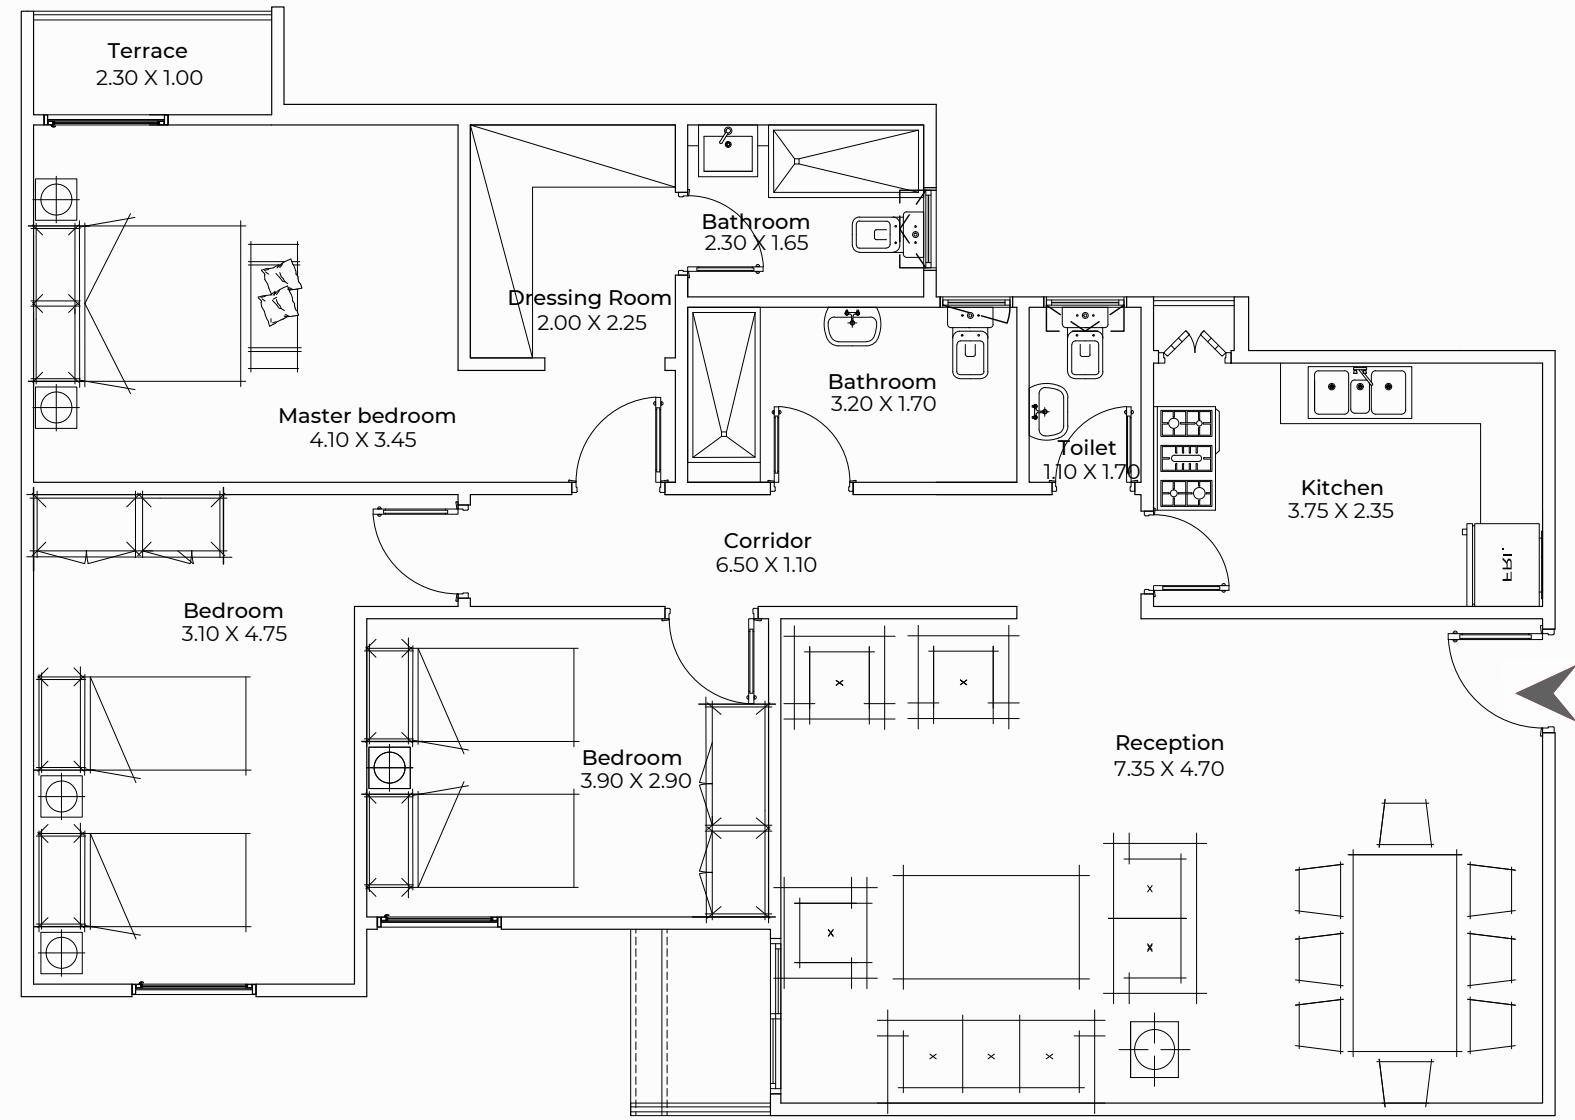 Terrace
2.30 X 1.00
Bathroom
2.30 X 1.65
Dressing Room
2.00 X 2.25
Master bedroom
4.10 X 3.45
Bathroom
3.20 X 1.70
Toilet
1.10 X 1.70
Kitchen
3.75 X 2.35
FRI.
Corridor
6.50 X 1.10
Bedroom
3.10 X 4.75
Bedroom
3.90 X 2.90
Reception
7.35 X 4.70